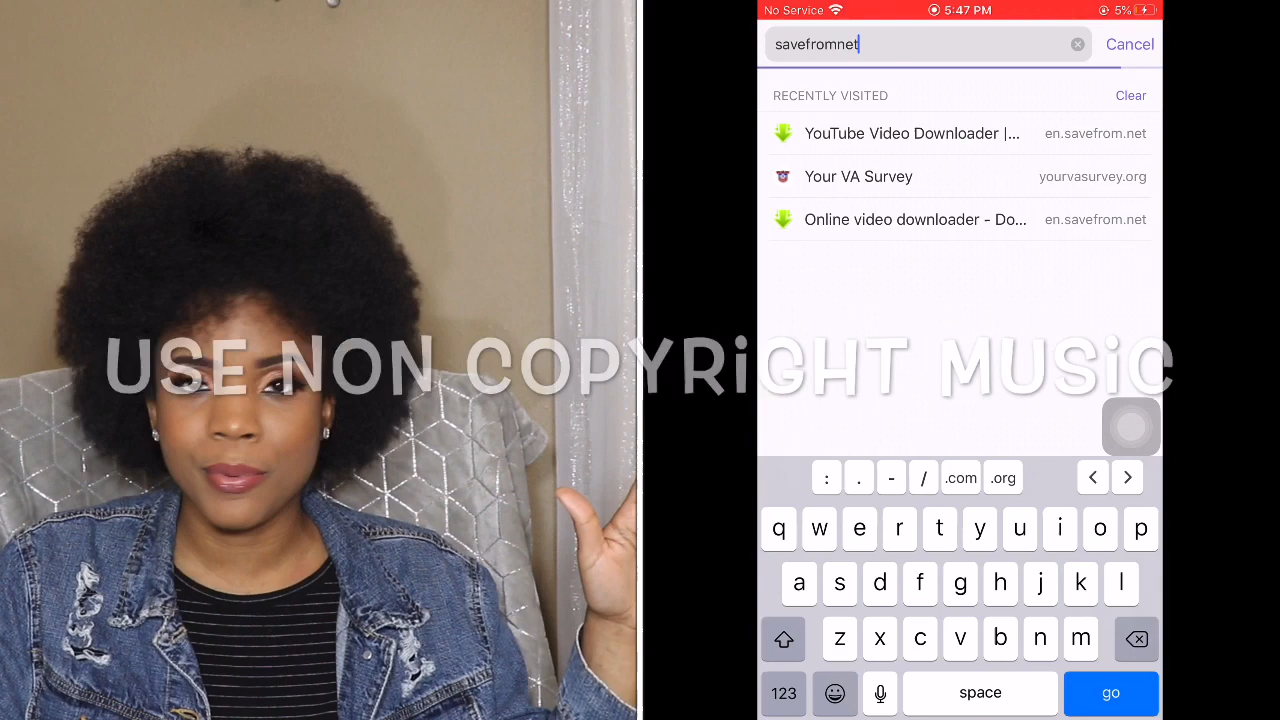 No Service 5:47 PM 5%
savefromnet Cancel
RECENTLY VISITED Clear
YouTube Video Downloader |... en.savefrom.net
Your VA Survey yourvasurvey.org
Online video downloader - Do... en.savefrom.net
USE NON COPYRiGHT MUSiC
: . - / .com .org < >
q w e r t y u i o p
a s d f g h j k l
z x c v b n m
123 space go